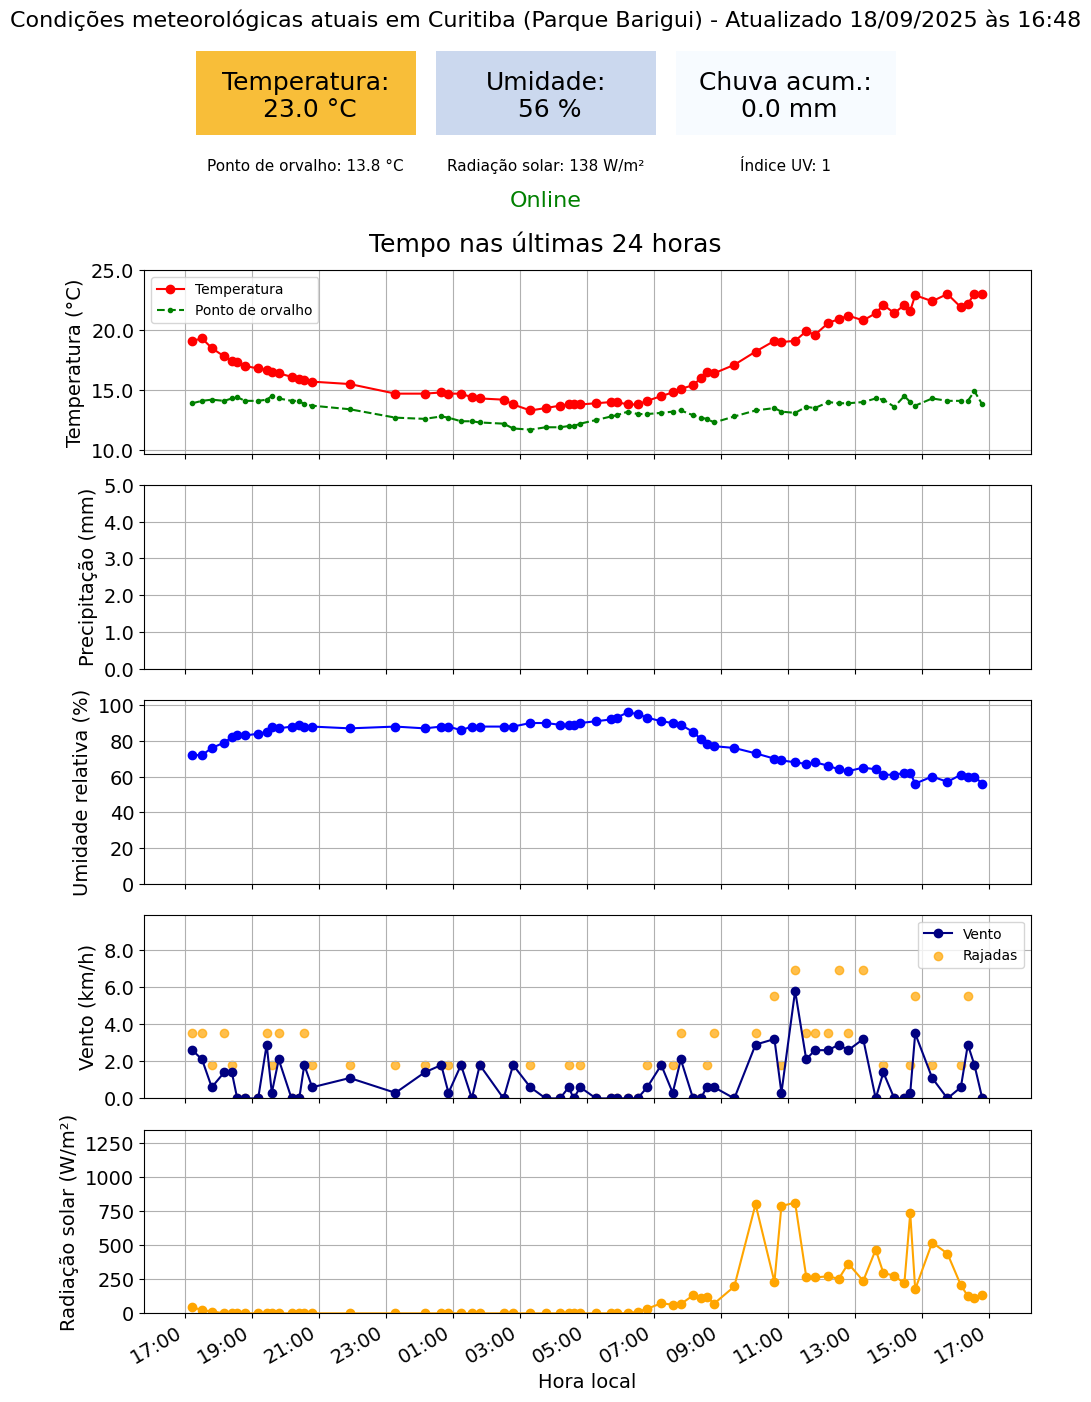 Condições meteorológicas atuais em Curitiba (Parque Barigui) - Atualizado 18/09/2025 às 16:48
Temperatura:
23.0 °C
Umidade:
56 %
Chuva acum.:
0.0 mm
Ponto de orvalho: 13.8 °C
Radiação solar: 138 W/m²
Índice UV: 1
Online
Tempo nas últimas 24 horas
Temperatura (°C)
25.0
20.0
15.0
10.0
Temperatura
Ponto de orvalho
Precipitação (mm)
5.0
4.0
3.0
2.0
1.0
0.0
Umidade relativa (%)
100
80
60
40
20
0
Vento (km/h)
8.0
6.0
4.0
2.0
0.0
Vento
Rajadas
Radiação solar (W/m²)
1250
1000
750
500
250
0
17:00
19:00
21:00
23:00
01:00
03:00
05:00
07:00
09:00
11:00
13:00
15:00
17:00
Hora local